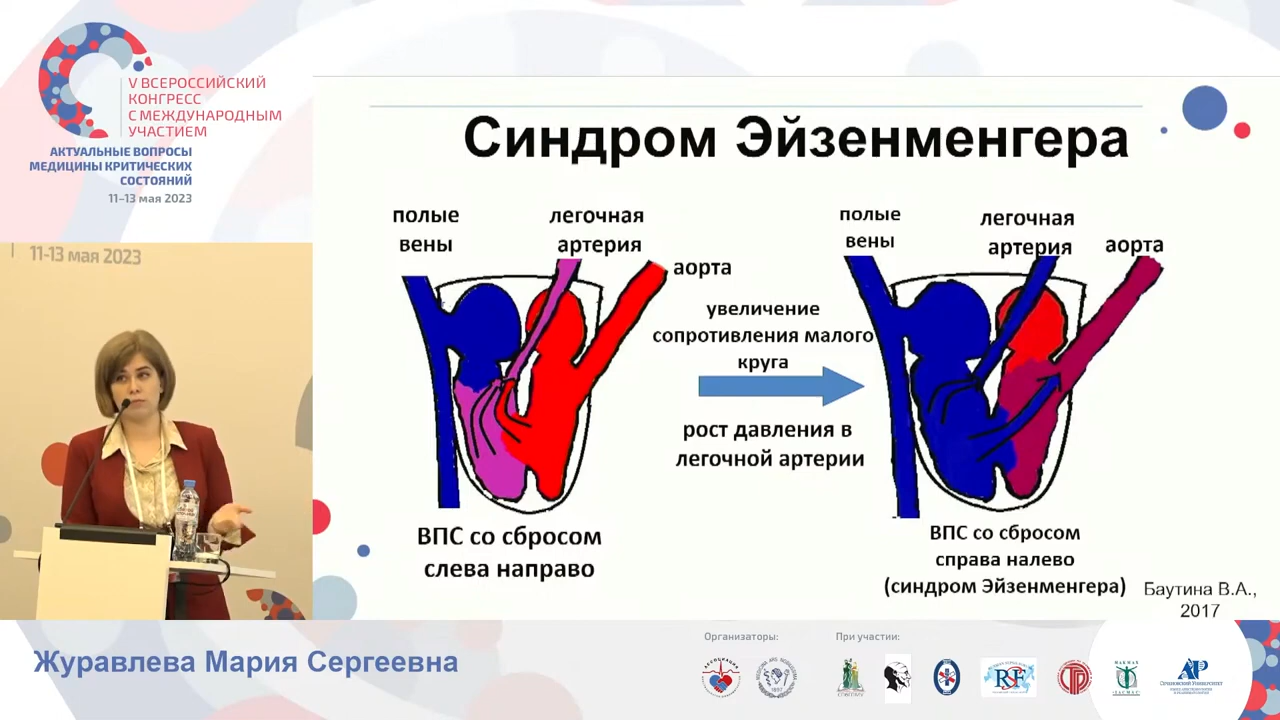 V ВСЕРОССИЙСКИЙ
КОНГРЕСС
С МЕЖДУНАРОДНЫМ
УЧАСТИЕМ
АКТУАЛЬНЫЕ ВОПРОСЫ
МЕДИЦИНЫ КРИТИЧЕСКИХ
СОСТОЯНИЙ
11–13 мая 2023
11-13 мая 2023
Синдром Эйзенменгера
полые
вены
легочная
артерия
аорта
увеличение
сопротивления малого
круга
рост давления в
легочной артерии
полые
вены
легочная
артерия
аорта
ВПС со сбросом
слева направо
ВПС со сбросом
справа налево
(синдром Эйзенменгера)
Баутина В.А.,
2017
Журавлева Мария Сергеевна
Организаторы:
При участии: